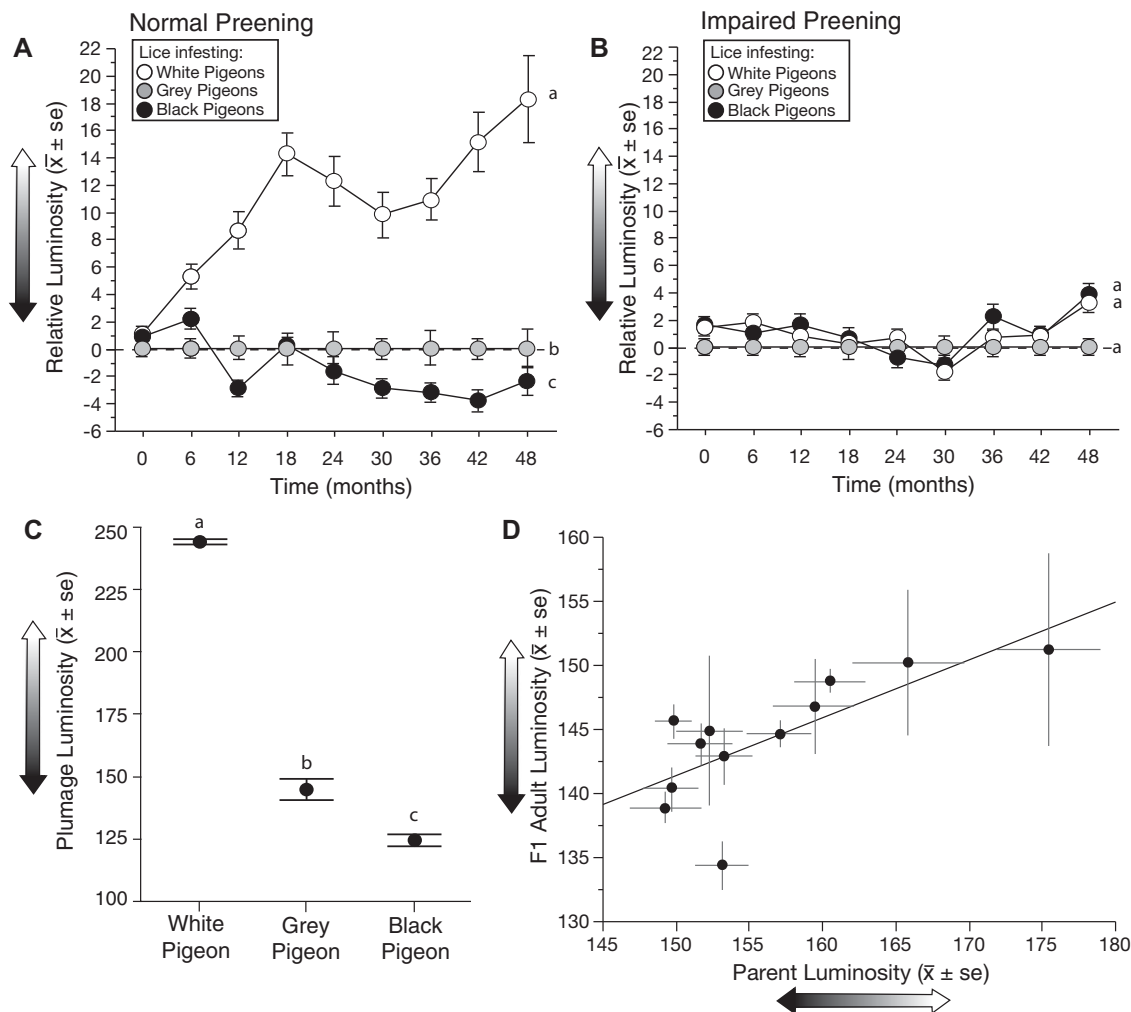 Normal Preening
A
Lice infesting:
White Pigeons
Grey Pigeons
Black Pigeons
22
20
18
16
14
12
10
8
6
4
2
0
-2
-4
-6
Relative Luminosity (x̄ ± se)
a
b
c
0 6 12 18 24 30 36 42 48
Time (months)
Impaired Preening
B
Lice infesting:
White Pigeons
Grey Pigeons
Black Pigeons
22
20
18
16
14
12
10
8
6
4
2
0
-2
-4
-6
Relative Luminosity (x̄ ± se)
a
a
a
0 6 12 18 24 30 36 42 48
Time (months)
C
250
225
200
175
150
125
100
Plumage Luminosity (x̄ ± se)
a
b
c
White Pigeon
Grey Pigeon
Black Pigeon
D
160
155
150
145
140
135
130
F1 Adult Luminosity (x̄ ± se)
145 150 155 160 165 170 175 180
Parent Luminosity (x̄ ± se)